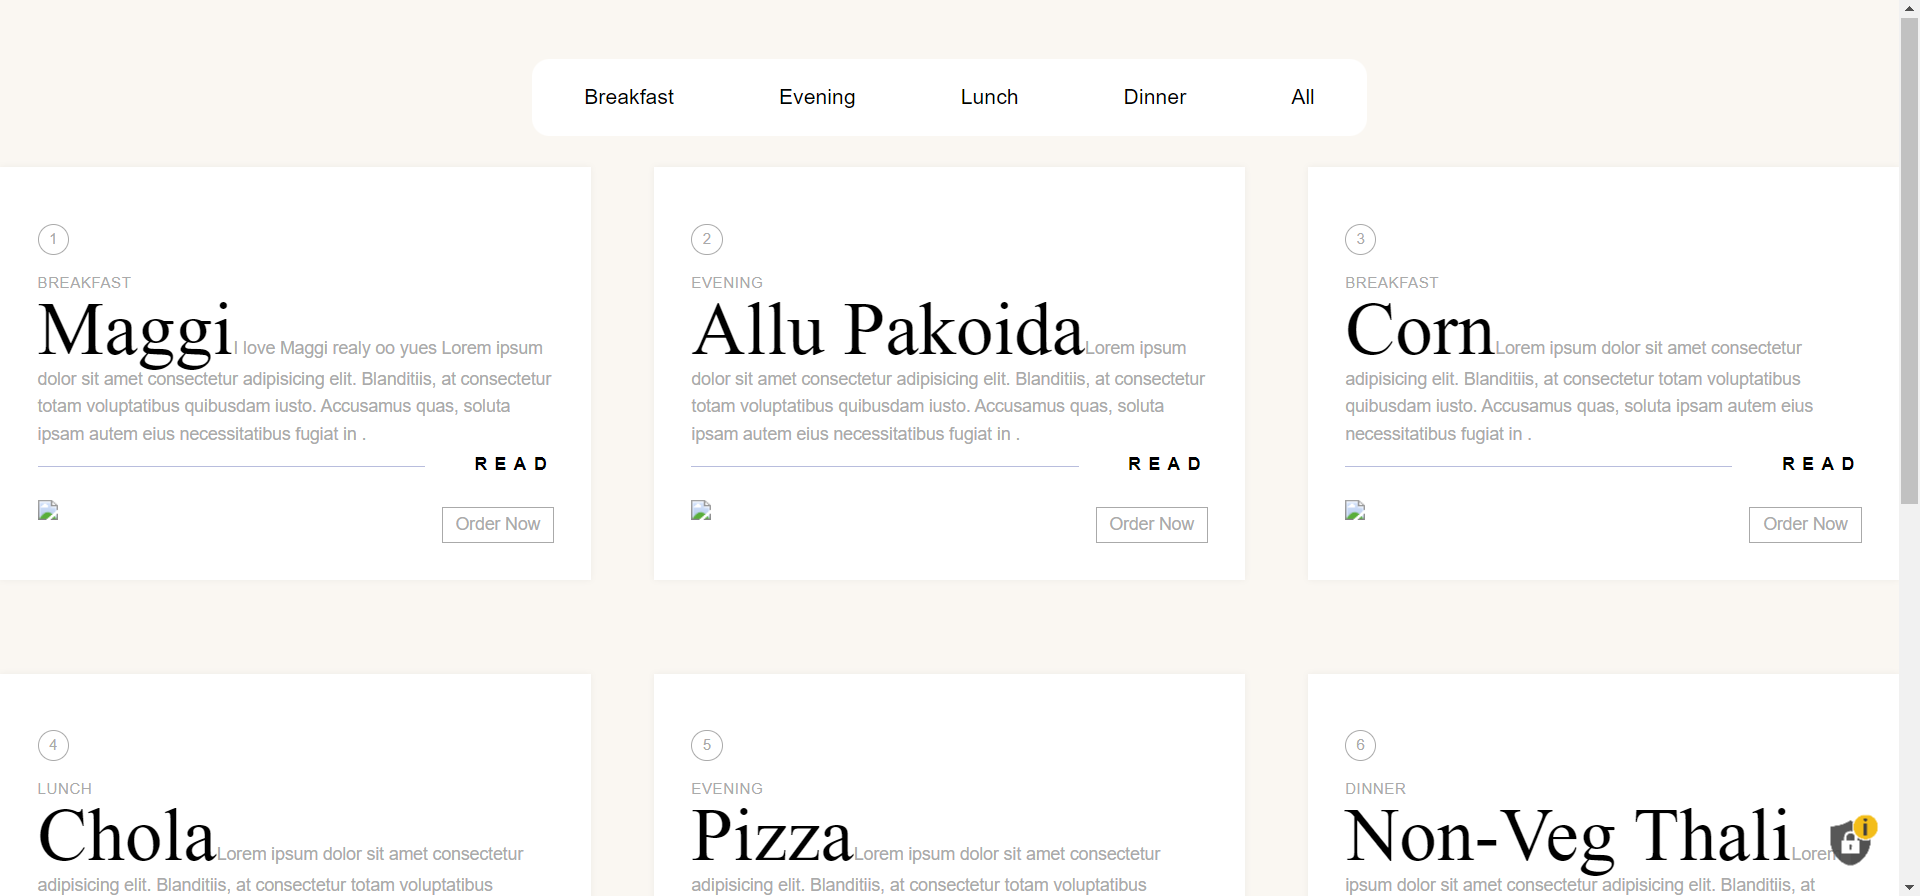 Breakfast Evening Lunch Dinner All
1
BREAKFAST
Maggi I love Maggi realy oo yues Lorem ipsum
dolor sit amet consectetur adipisicing elit. Blanditiis, at consectetur
totam voluptatibus quibusdam iusto. Accusamus quas, soluta
ipsam autem eius necessitatibus fugiat in .
READ
Order Now
2
EVENING
Allu Pakoida Lorem ipsum
dolor sit amet consectetur adipisicing elit. Blanditiis, at consectetur
totam voluptatibus quibusdam iusto. Accusamus quas, soluta
ipsam autem eius necessitatibus fugiat in .
READ
Order Now
3
BREAKFAST
Corn Lorem ipsum dolor sit amet consectetur
adipisicing elit. Blanditiis, at consectetur totam voluptatibus
quibusdam iusto. Accusamus quas, soluta ipsam autem eius
necessitatibus fugiat in .
READ
Order Now
4
LUNCH
Chola Lorem ipsum dolor sit amet consectetur
adipisicing elit. Blanditiis, at consectetur totam voluptatibus
5
EVENING
Pizza Lorem ipsum dolor sit amet consectetur
adipisicing elit. Blanditiis, at consectetur totam voluptatibus
6
DINNER
Non-Veg Thali Lorem
ipsum dolor sit amet consectetur adipisicing elit. Blanditiis, at